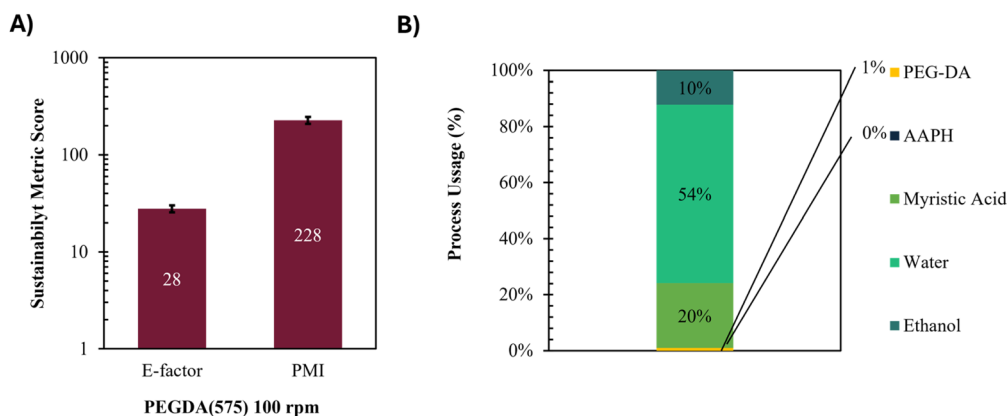 A)
Sustainabilyt Metric Score
1000
100
10
1
28
228
E-factor
PMI
PEGDA(575) 100 rpm
B)
Process Ussage (%)
100%
80%
60%
40%
20%
0%
10%
54%
20%
1%
0%
PEG-DA
AAPH
Myristic Acid
Water
Ethanol